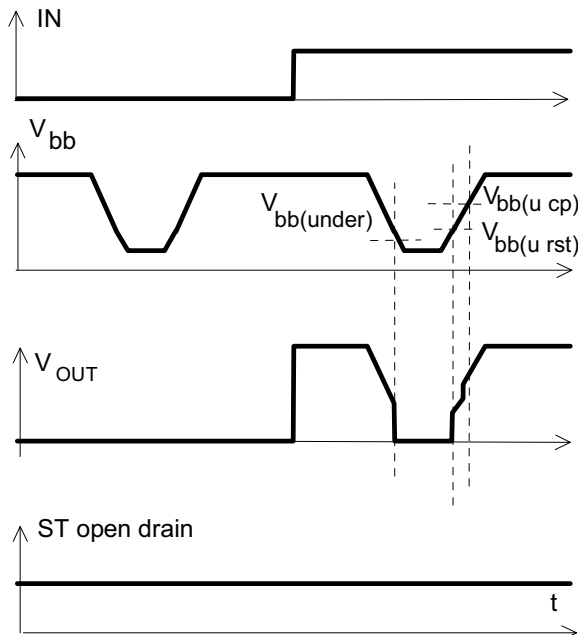 IN
V bb
V bb(under)
V bb(u cp)
V bb(u rst)
V OUT
ST open drain
t